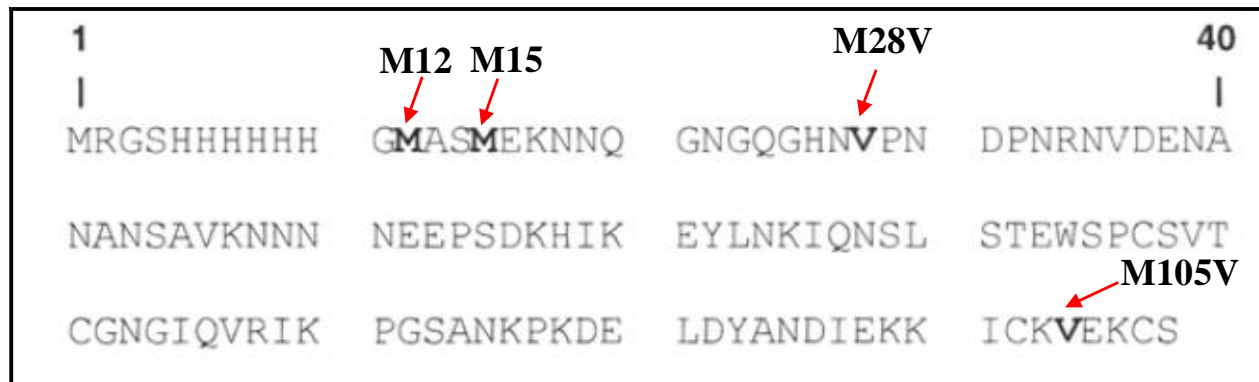 1 40
M12 M15 M28V
| |
MRGSHHHHHH GMASMEKNNQ GNGQGHNVPN DPNRNVDENA
NANSAVKNNN NEEPSDKHIK EYLNKIQNSL STEWSPCSVT
M105V
CGNGIQVRIK PGSANKPKDE LDYANDIEKK ICKVEKCS